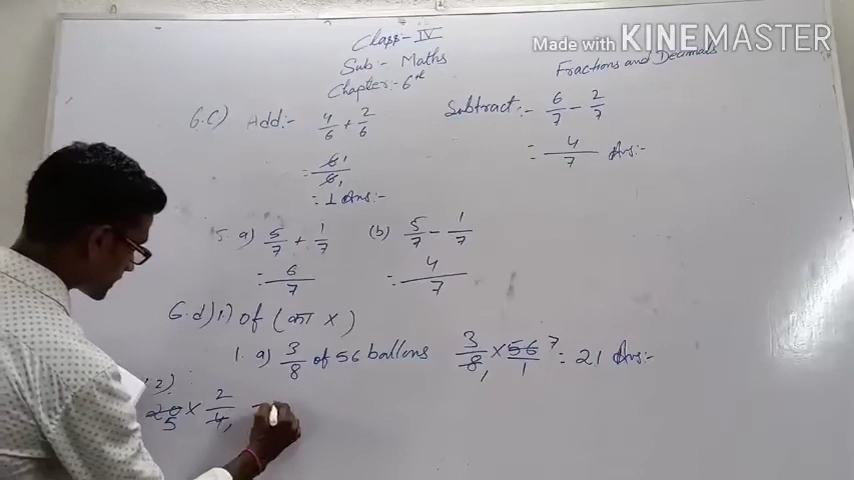 Made with KINEMASTER
Class:- IV
Sub:- Maths
Chapter:- 6th
Fractions and Decimals
6.C) Add:- 4/6 + 2/6
= 6/6
= 1 Ans:-
Subtract:- 6/7 - 2/7
= 4/7 Ans:-
5. a) 5/7 + 1/7
= 6/7
(b) 5/7 - 1/7
= 4/7
6.d) 1) of (का X)
1. a) 3/8 of 56 ballons 3/8 × 56/1 7 = 21 Ans:-
2)
20 × 2/4
5